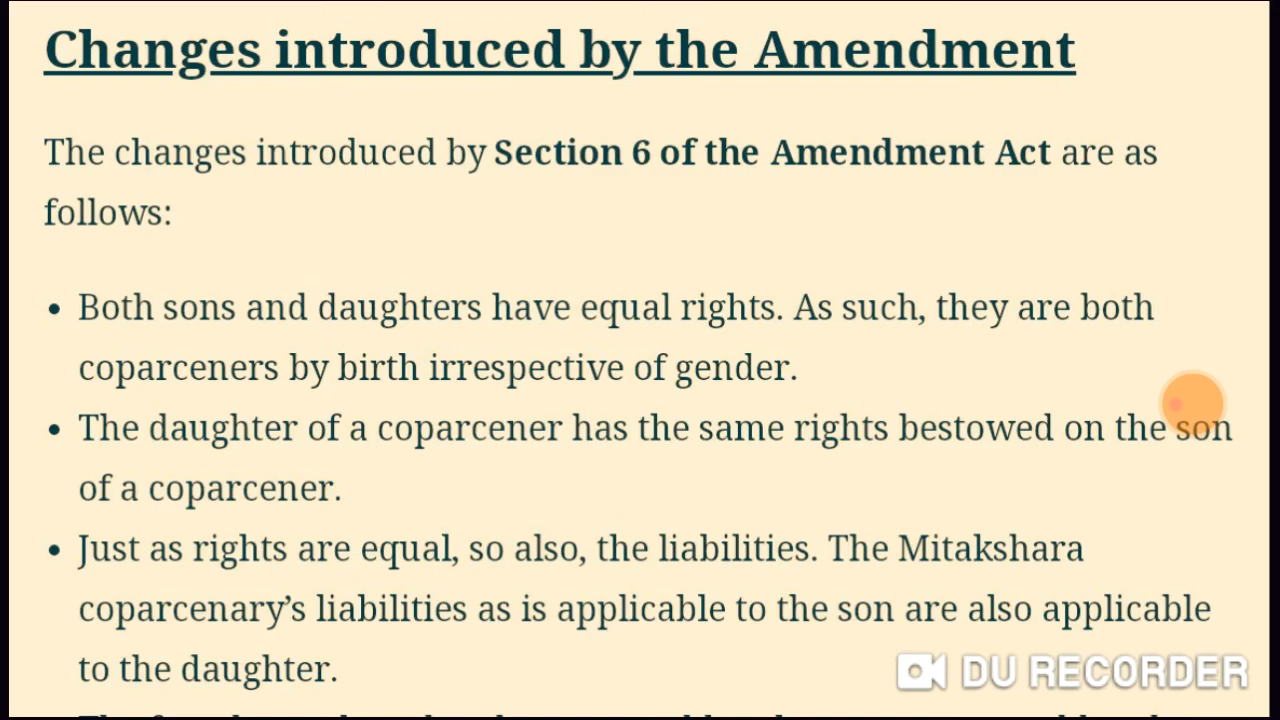 Changes introduced by the Amendment
The changes introduced by Section 6 of the Amendment Act are as
follows:
• Both sons and daughters have equal rights. As such, they are both
coparceners by birth irrespective of gender.
• The daughter of a coparcener has the same rights bestowed on the son
of a coparcener.
• Just as rights are equal, so also, the liabilities. The Mitakshara
coparcenary’s liabilities as is applicable to the son are also applicable
to the daughter.
DU RECORDER